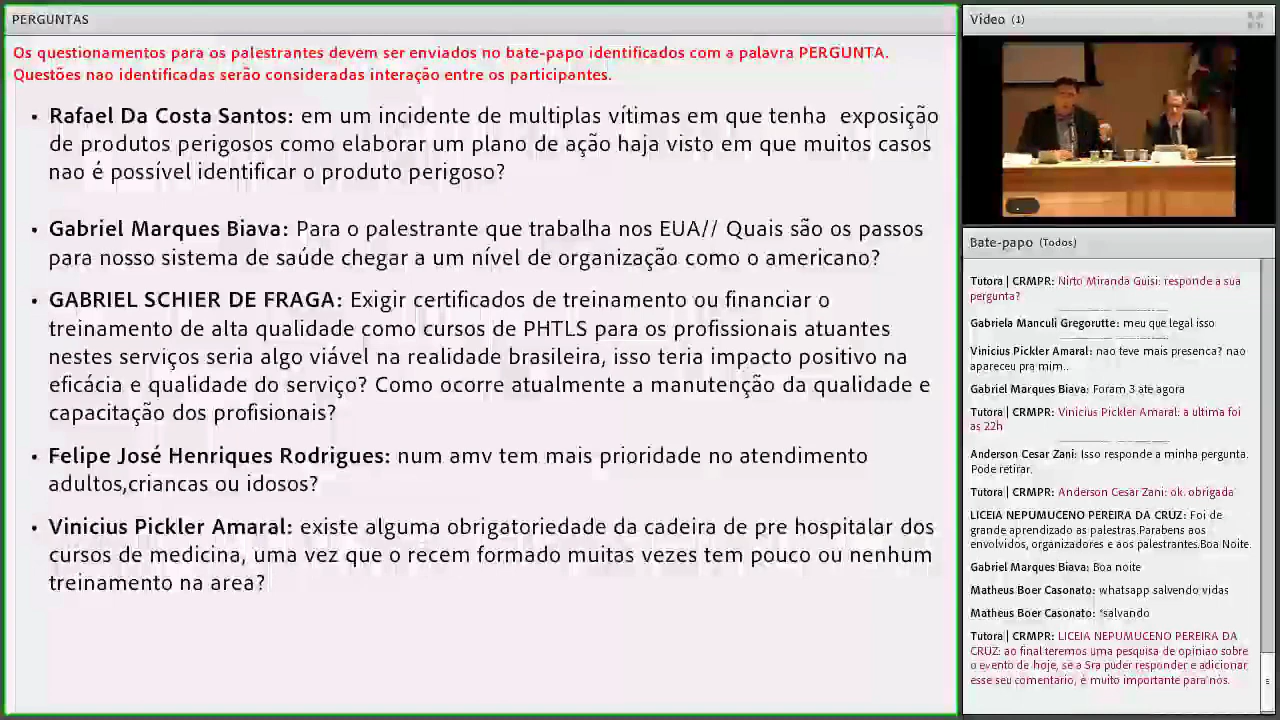 PERGUNTAS
Os questionamentos para os palestrantes devem ser enviados no bate-papo identificados com a palavra PERGUNTA.
Questões nao identificadas serão consideradas interação entre os participantes.
• Rafael Da Costa Santos: em um incidente de multiplas vítimas em que tenha exposição
de produtos perigosos como elaborar um plano de ação haja visto em que muitos casos
nao é possível identificar o produto perigoso?
• Gabriel Marques Biava: Para o palestrante que trabalha nos EUA// Quais são os passos
para nosso sistema de saúde chegar a um nível de organização como o americano?
• GABRIEL SCHIER DE FRAGA: Exigir certificados de treinamento ou financiar o
treinamento de alta qualidade como cursos de PHTLS para os profissionais atuantes
nestes serviços seria algo viável na realidade brasileira, isso teria impacto positivo na
eficácia e qualidade do serviço? Como ocorre atualmente a manutenção da qualidade e
capacitação dos profisionais?
• Felipe José Henriques Rodrigues: num amv tem mais prioridade no atendimento
adultos,criancas ou idosos?
• Vinicius Pickler Amaral: existe alguma obrigatoriedade da cadeira de pre hospitalar dos
cursos de medicina, uma vez que o recem formado muitas vezes tem pouco ou nenhum
treinamento na area?
Vídeo (1)
Bate-papo (Todos)
Tutora | CRMPR: Nirto Miranda Guisi: responde a sua
pergunta?
Gabriela Manculi Gregorutte: meu que legal isso
Vinicius Pickler Amaral: nao teve mais presenca? nao
apareceu pra mim..
Gabriel Marques Biava: Foram 3 ate agora
Tutora | CRMPR: Vinicius Pickler Amaral: a ultima foi
as 22h
Anderson Cesar Zani: Isso responde a minha pergunta.
Pode retirar.
Tutora | CRMPR: Anderson Cesar Zani: ok. obrigada
LICEIA NEPUMUCENO PEREIRA DA CRUZ: Foi de
grande aprendizado as palestras.Parabens aos
envolvidos, organizadores e aos palestrantes.Boa Noite.
Gabriel Marques Biava: Boa noite
Matheus Boer Casonato: whatsapp salvendo vidas
Matheus Boer Casonato: *salvando
Tutora | CRMPR: LICEIA NEPUMUCENO PEREIRA DA
CRUZ: ao final teremos uma pesquisa de opiniao sobre
o evento de hoje, se a Sra puder responder e adicionar
esse seu comentario, é muito importante para nós.